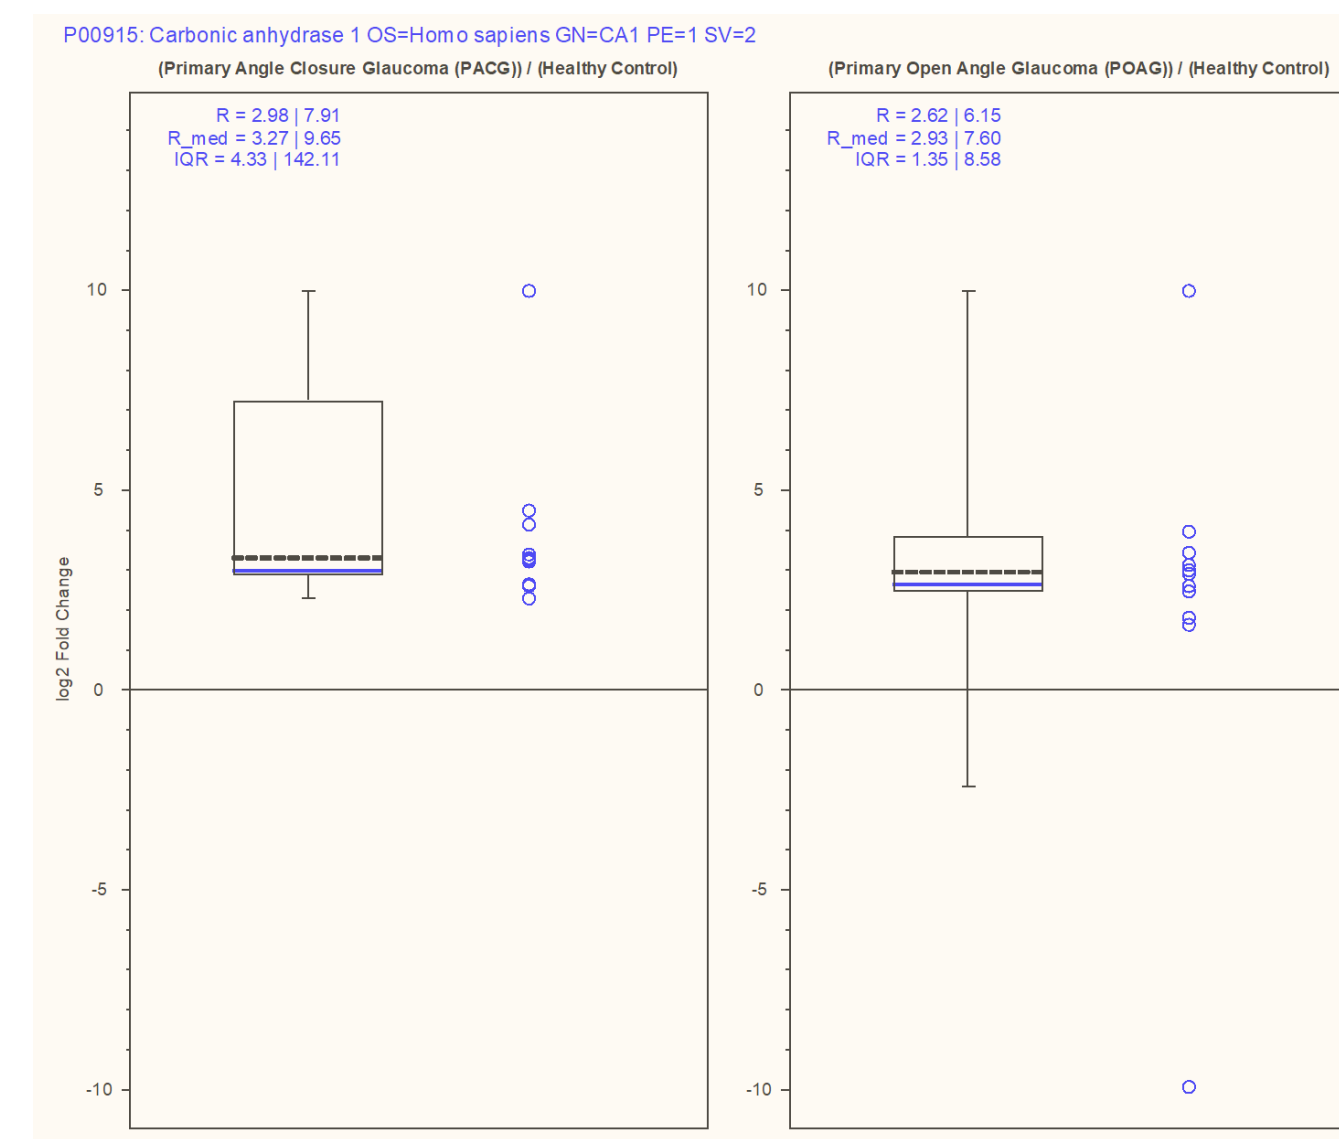 P00915: Carbonic anhydrase 1 OS=Homo sapiens GN=CA1 PE=1 SV=2
(Primary Angle Closure Glaucoma (PACG)) / (Healthy Control)
R = 2.98 | 7.91
R_med = 3.27 | 9.65
IQR = 4.33 | 142.11
10
5
0
-5
-10
log2 Fold Change
(Primary Open Angle Glaucoma (POAG)) / (Healthy Control)
R = 2.62 | 6.15
R_med = 2.93 | 7.60
IQR = 1.35 | 8.58
10
5
0
-5
-10